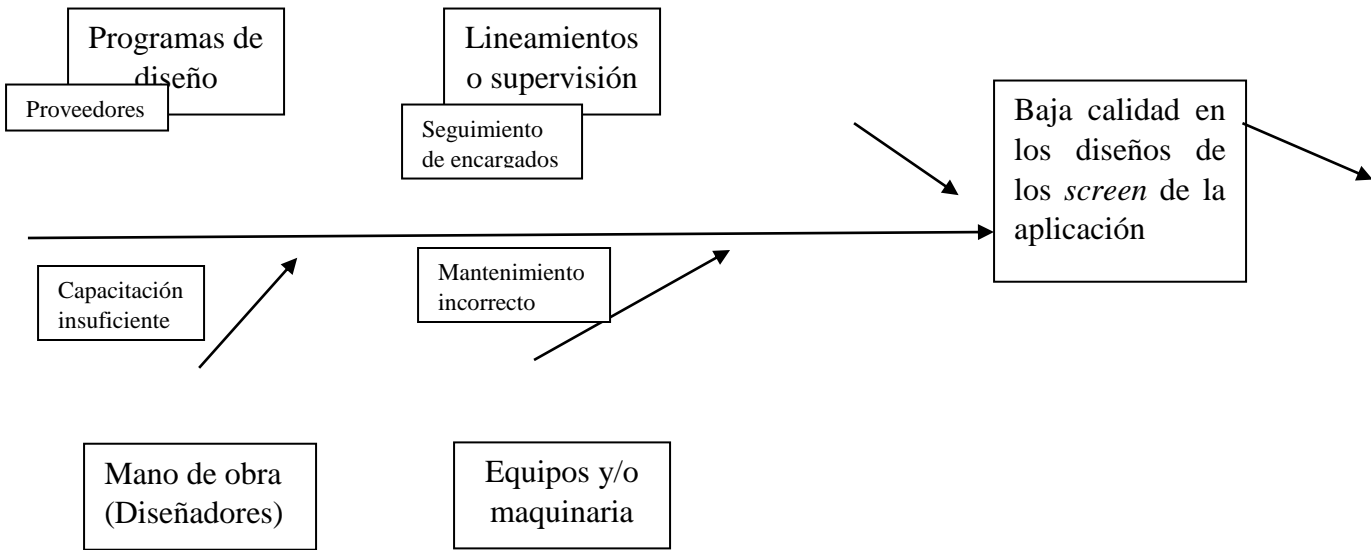 Programas de
diseño
Proveedores
Lineamientos
o supervisión
Seguimiento
de encargados
Baja calidad en
los diseños de
los screen de la
aplicación
Capacitación
insuficiente
Mantenimiento
incorrecto
Mano de obra
(Diseñadores)
Equipos y/o
maquinaria